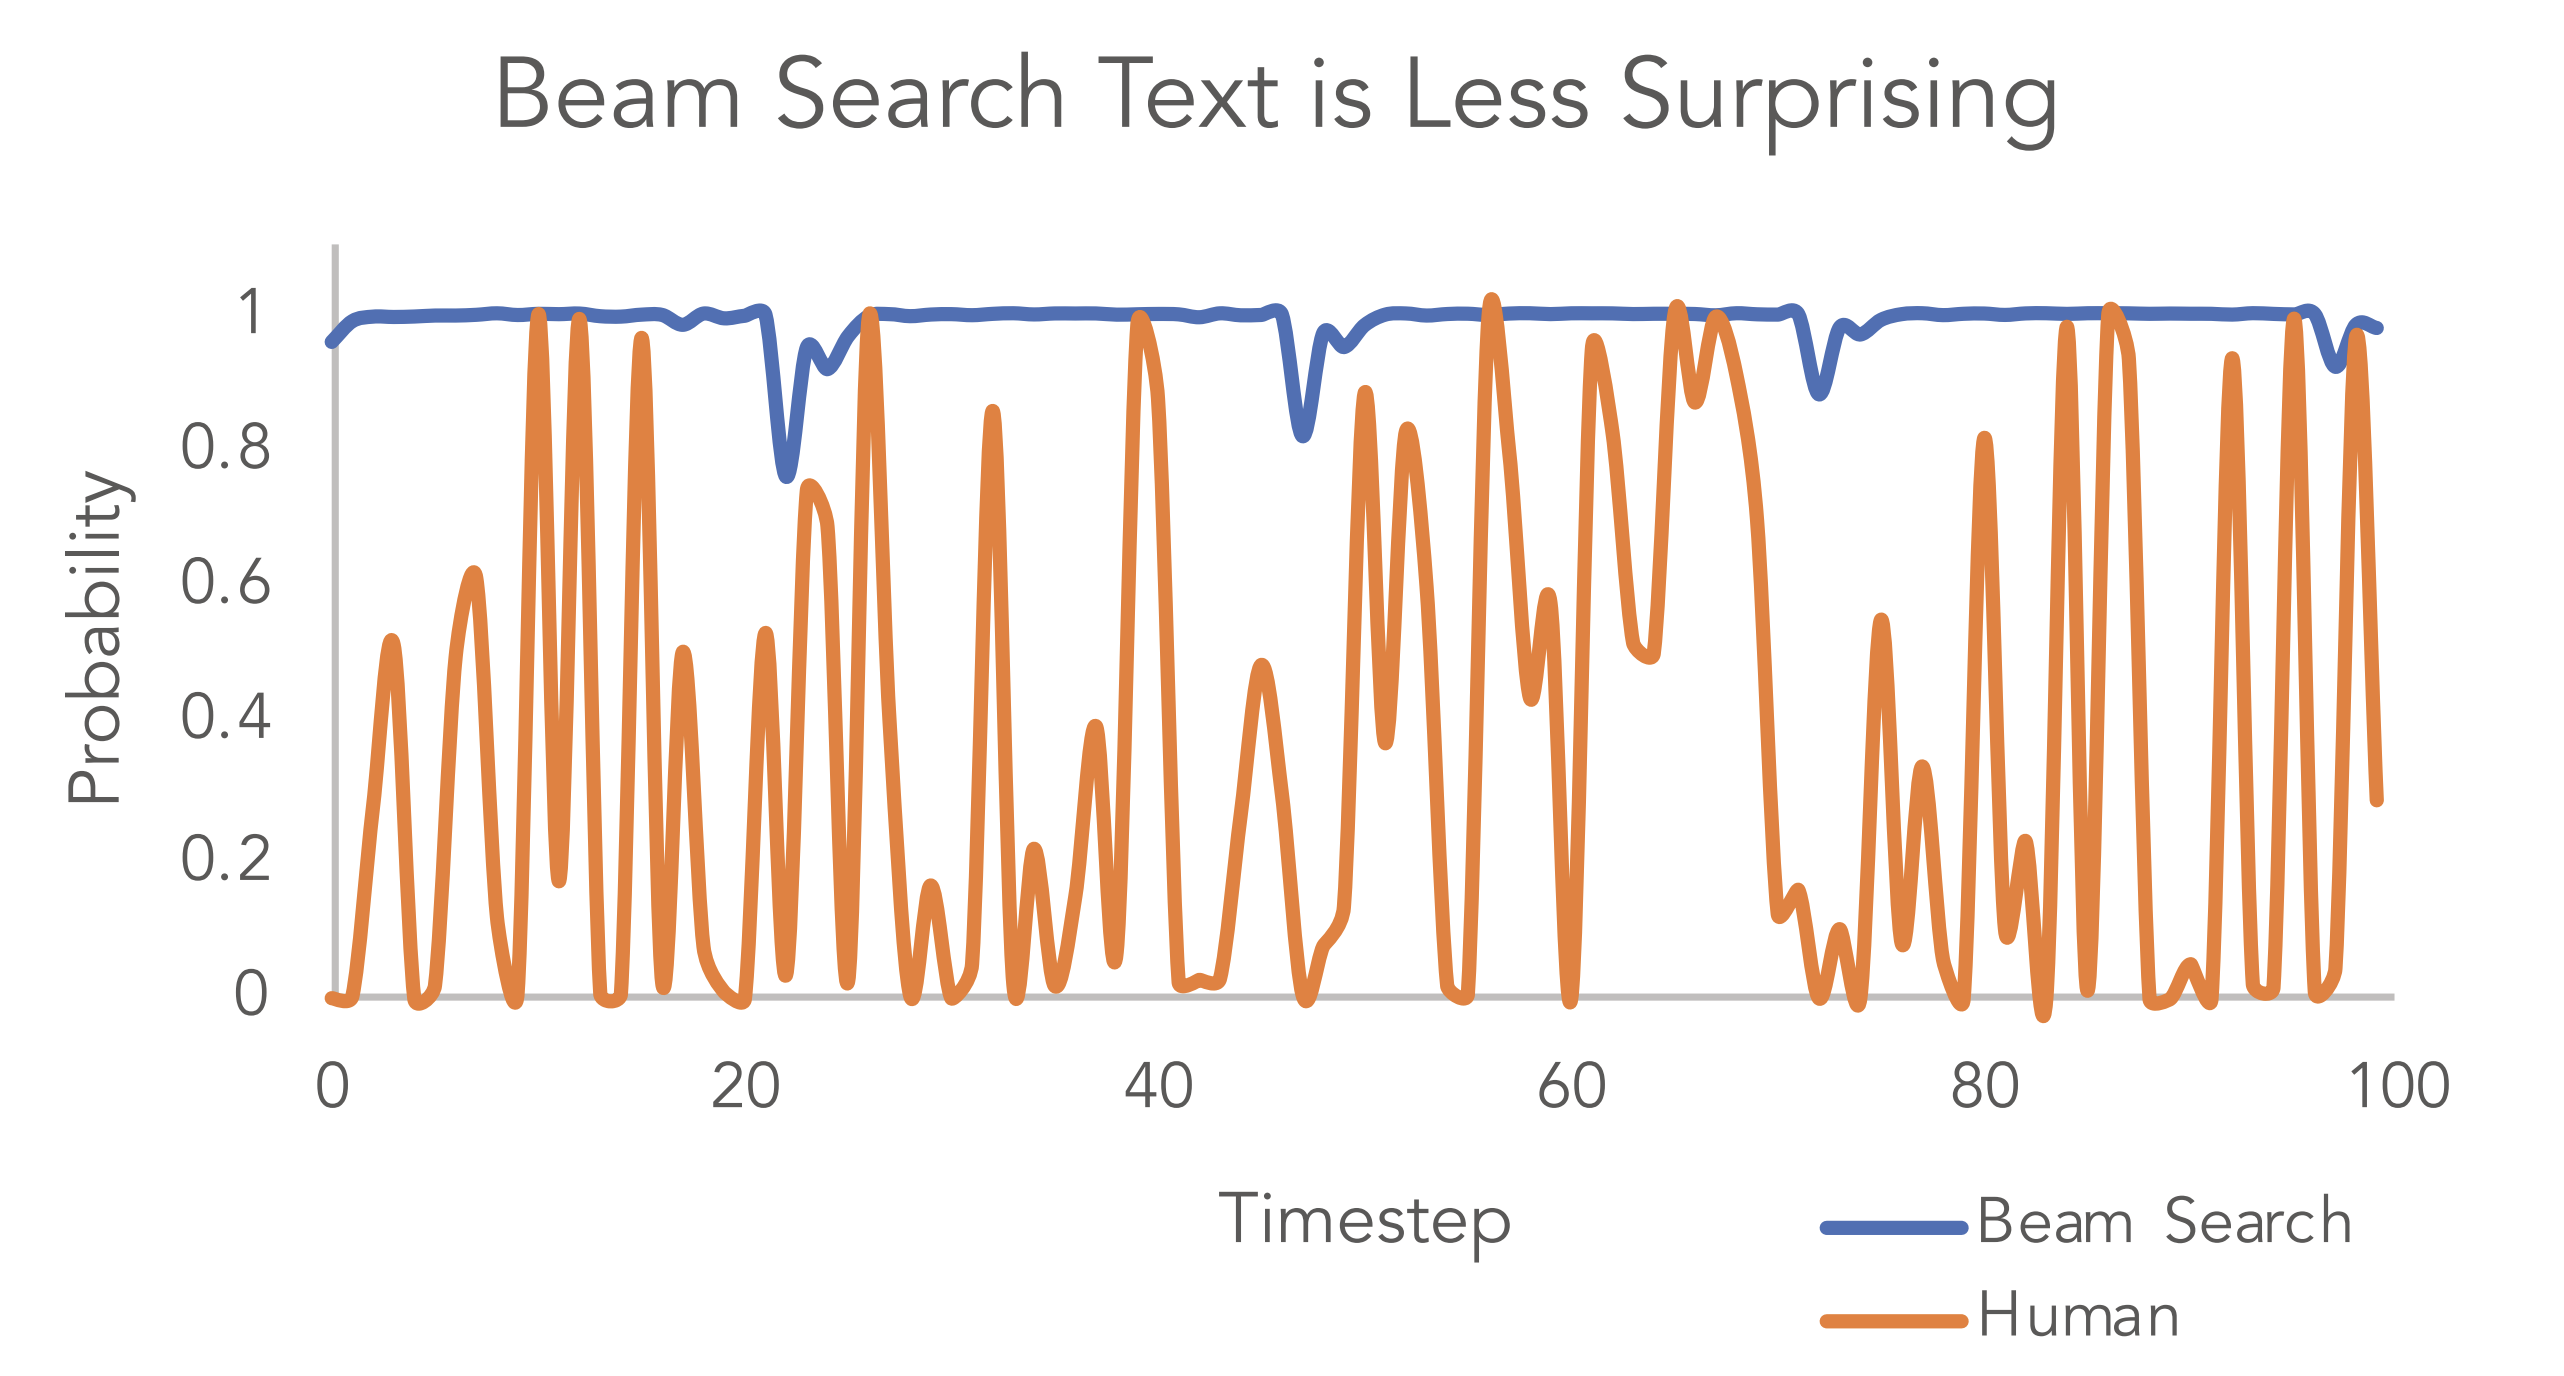 Beam Search Text is Less Surprising
Probability
1
0.8
0.6
0.4
0.2
0
0 20 40 60 80 100
Timestep
Beam Search
Human